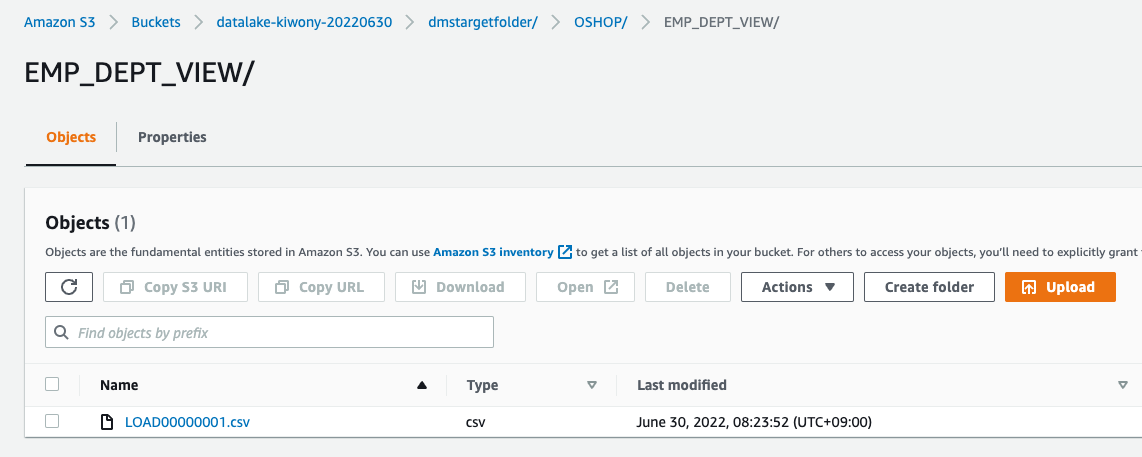 Amazon S3 > Buckets > datalake-kiwony-20220630 > dmstargetfolder/ > OSHOP/ > EMP_DEPT_VIEW/
EMP_DEPT_VIEW/
Objects Properties
Objects (1)
Objects are the fundamental entities stored in Amazon S3. You can use Amazon S3 inventory to get a list of all objects in your bucket. For others to access your objects, you'll need to explicitly grant
Copy S3 URI Copy URL Download Open Delete Actions Create folder Upload
Find objects by prefix
Name Type Last modified
LOAD00000001.csv csv June 30, 2022, 08:23:52 (UTC+09:00)